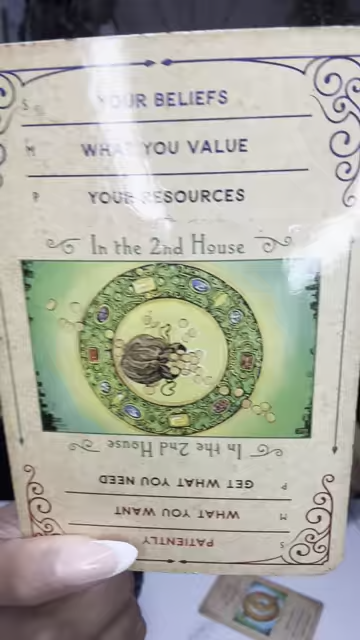 S YOUR BELIEFS
M WHAT YOU VALUE
P YOUR RESOURCES
In the 2nd House
In the 2nd House
P GET WHAT YOU NEED
M WHAT YOU WANT
S PATIENTLY